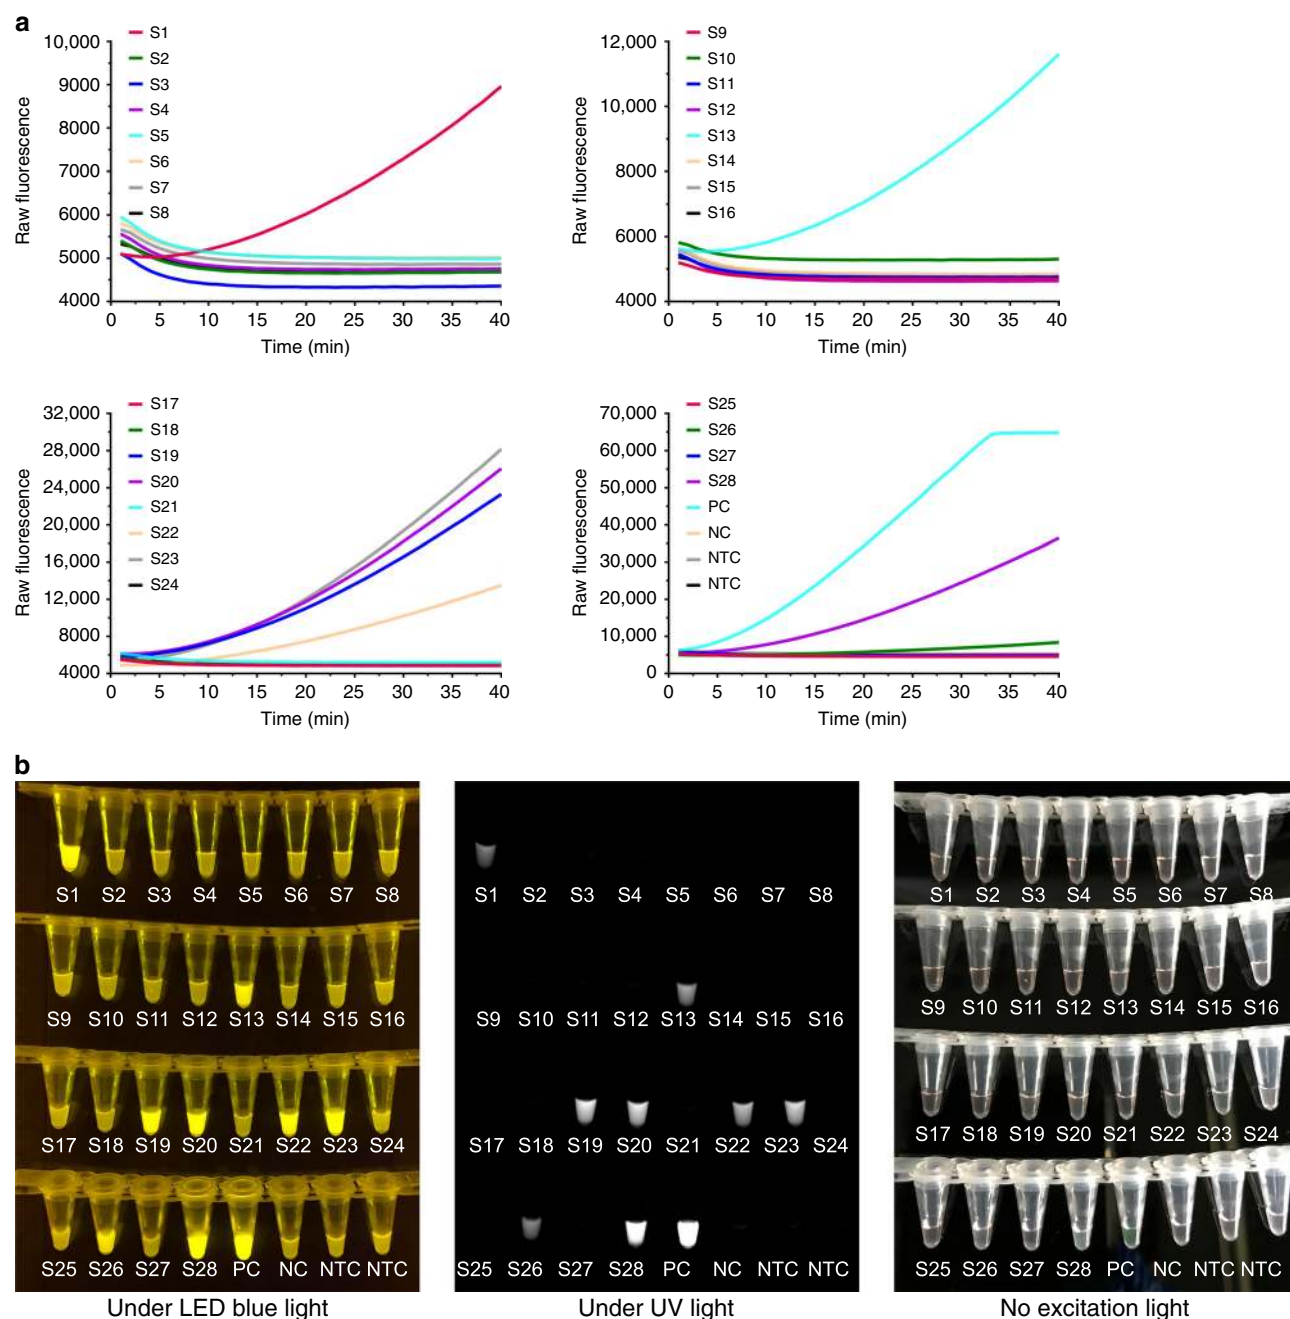 a
S1
S2
S3
S4
S5
S6
S7
S8
10,000
9000
8000
7000
6000
5000
4000
Raw fluorescence
0 5 10 15 20 25 30 35 40
Time (min)
S9
S10
S11
S12
S13
S14
S15
S16
12,000
10,000
8000
6000
4000
Raw fluorescence
0 5 10 15 20 25 30 35 40
Time (min)
S17
S18
S19
S20
S21
S22
S23
S24
32,000
28,000
24,000
20,000
16,000
12,000
8000
4000
Raw fluorescence
0 5 10 15 20 25 30 35 40
Time (min)
S25
S26
S27
S28
PC
NC
NTC
NTC
70,000
60,000
50,000
40,000
30,000
20,000
10,000
0
Raw fluorescence
0 5 10 15 20 25 30 35 40
Time (min)
b
S1 S2 S3 S4 S5 S6 S7 S8
S9 S10 S11 S12 S13 S14 S15 S16
S17 S18 S19 S20 S21 S22 S23 S24
S25 S26 S27 S28 PC NC NTC NTC
Under LED blue light
S1 S2 S3 S4 S5 S6 S7 S8
S9 S10 S11 S12 S13 S14 S15 S16
S17 S18 S19 S20 S21 S22 S23 S24
S25 S26 S27 S28 PC NC NTC NTC
Under UV light
S1 S2 S3 S4 S5 S6 S7 S8
S9 S10 S11 S12 S13 S14 S15 S16
S17 S18 S19 S20 S21 S22 S23 S24
S25 S26 S27 S28 PC NC NTC NTC
No excitation light